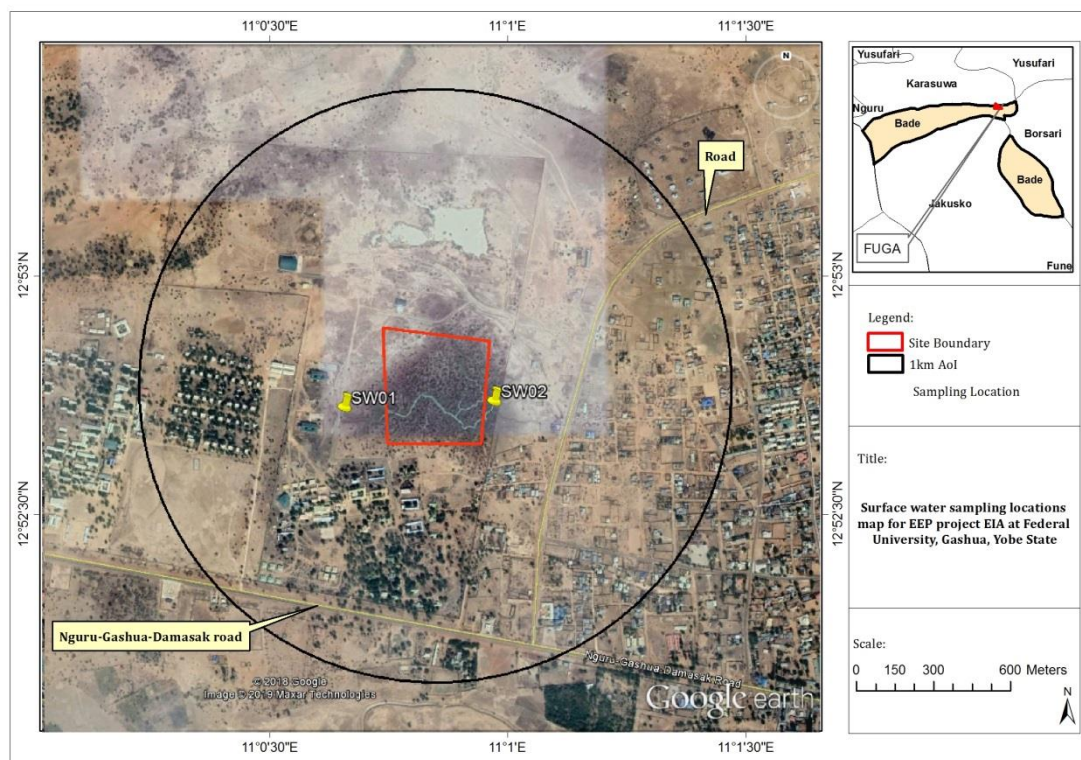 11°0'30"E
11°1'E
11°1'30"E
N
Road
12°53'N
12°53'N
SW01
SW02
12°52'30"N
12°52'30"N
Nguru-Gashua-Damasak road
Nguru-Gashua-Damasak Road
© 2018 Google
Image © 2019 Maxar Technologies
Google earth
11°0'30"E
11°1'E
11°1'30"E
Yusufari
Yusufari
Karasuwa
Nguru
Bade
Borsari
Bade
Jakusko
FUGA
Fune
Legend:
Site Boundary
1km AoI
Sampling Location
Title:
Surface water sampling locations
map for EEP project EIA at Federal
University, Gashua, Yobe State
Scale:
0 150 300 600 Meters
N